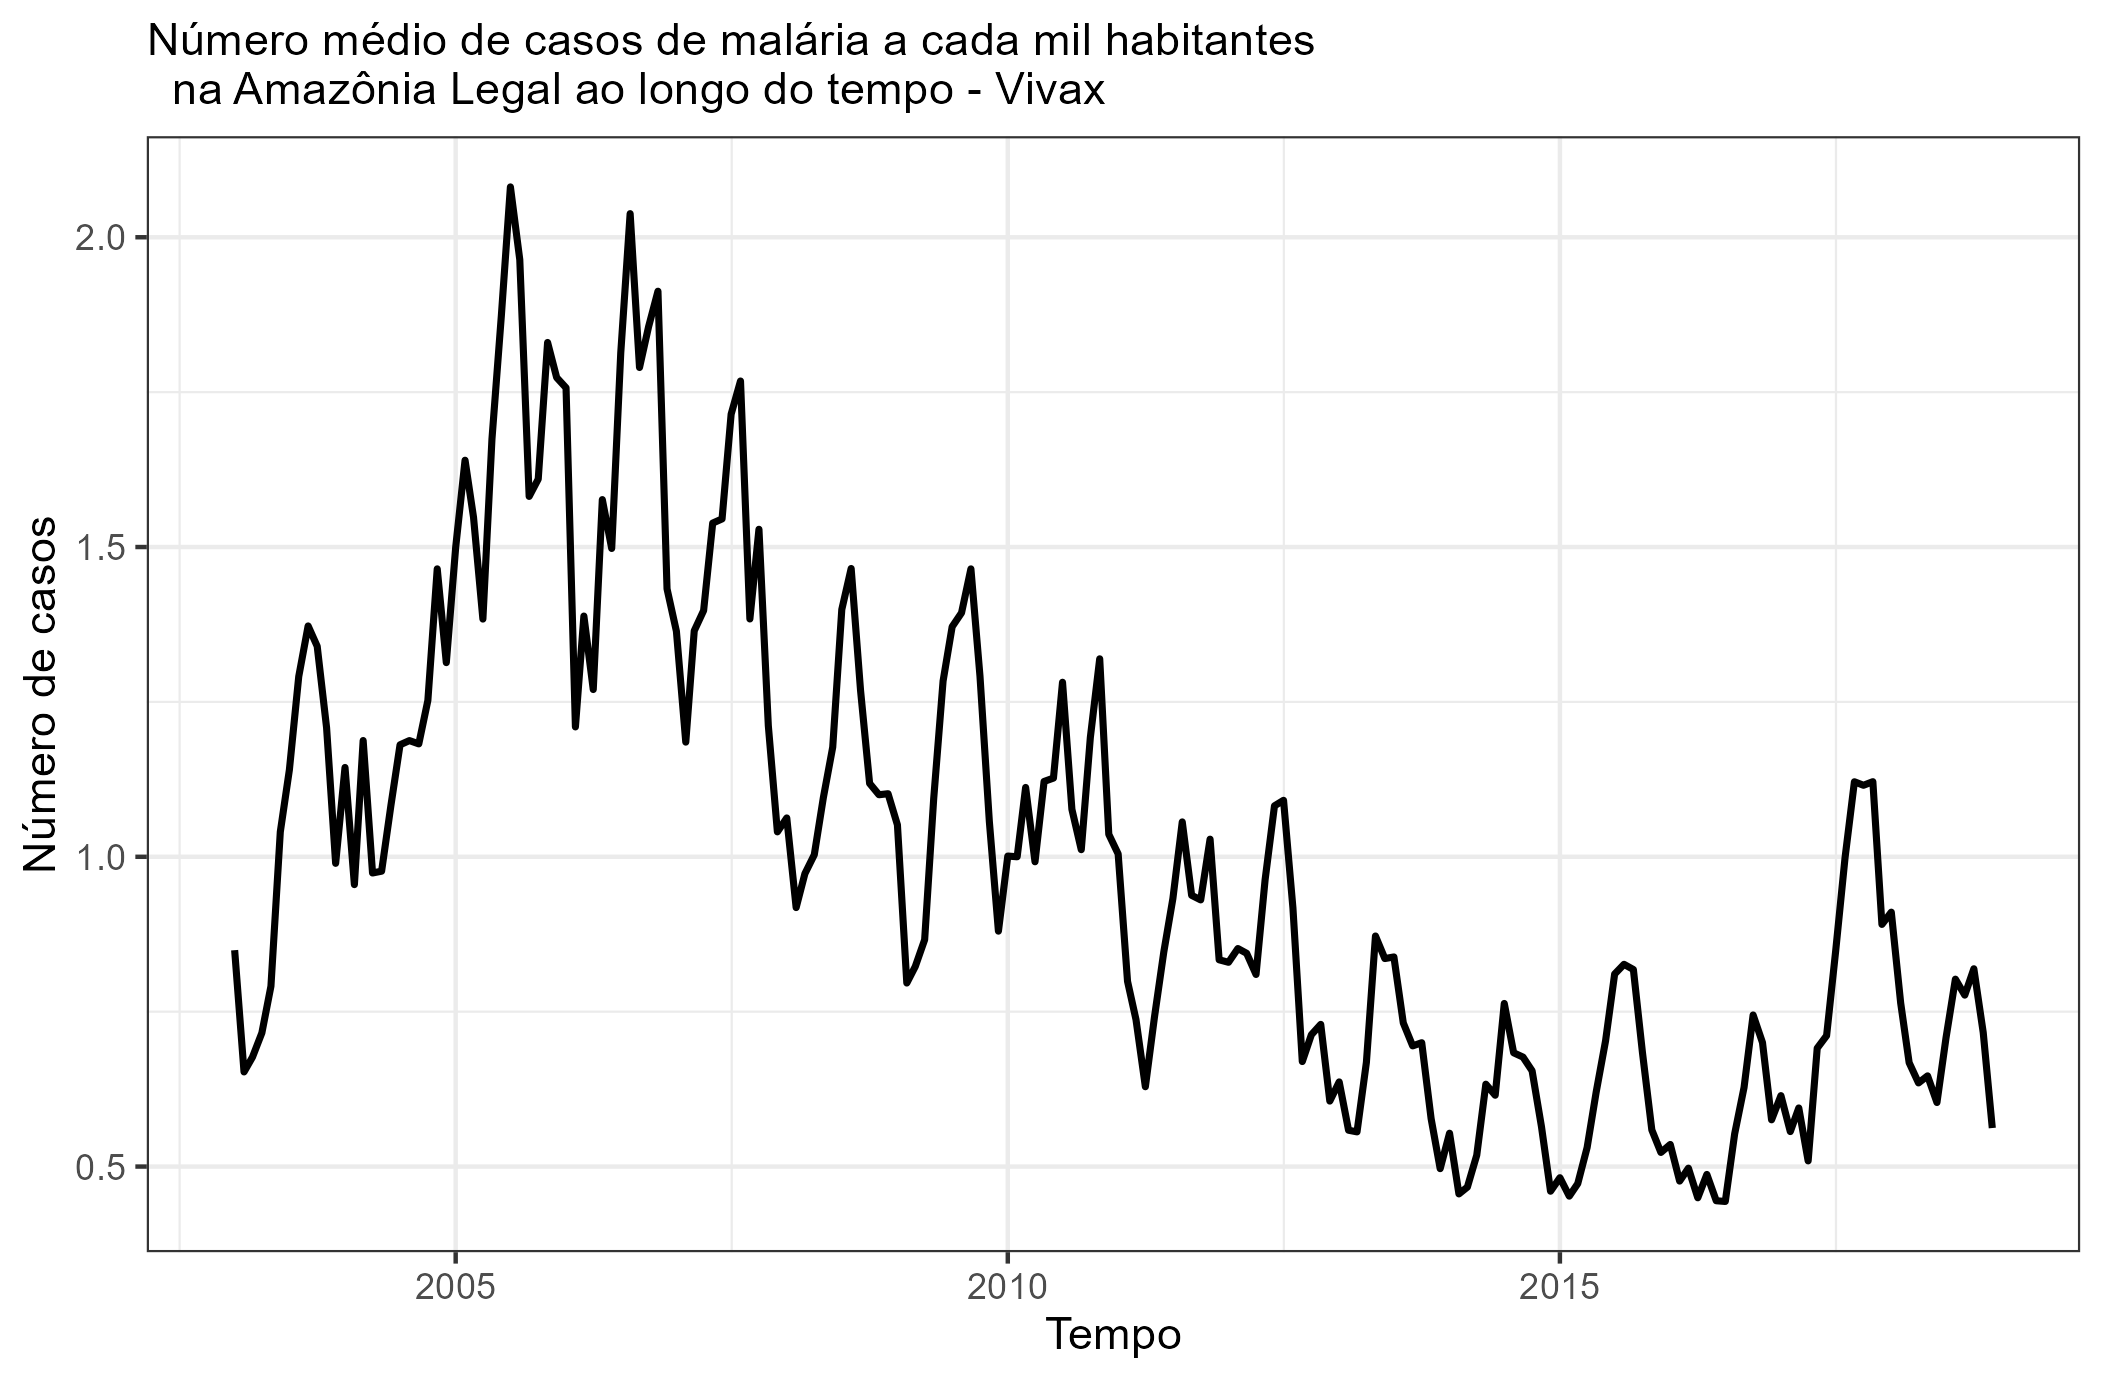 Número médio de casos de malária a cada mil habitantes
na Amazônia Legal ao longo do tempo - Vivax
Número de casos
2.0
1.5
1.0
0.5
2005
2010
2015
Tempo